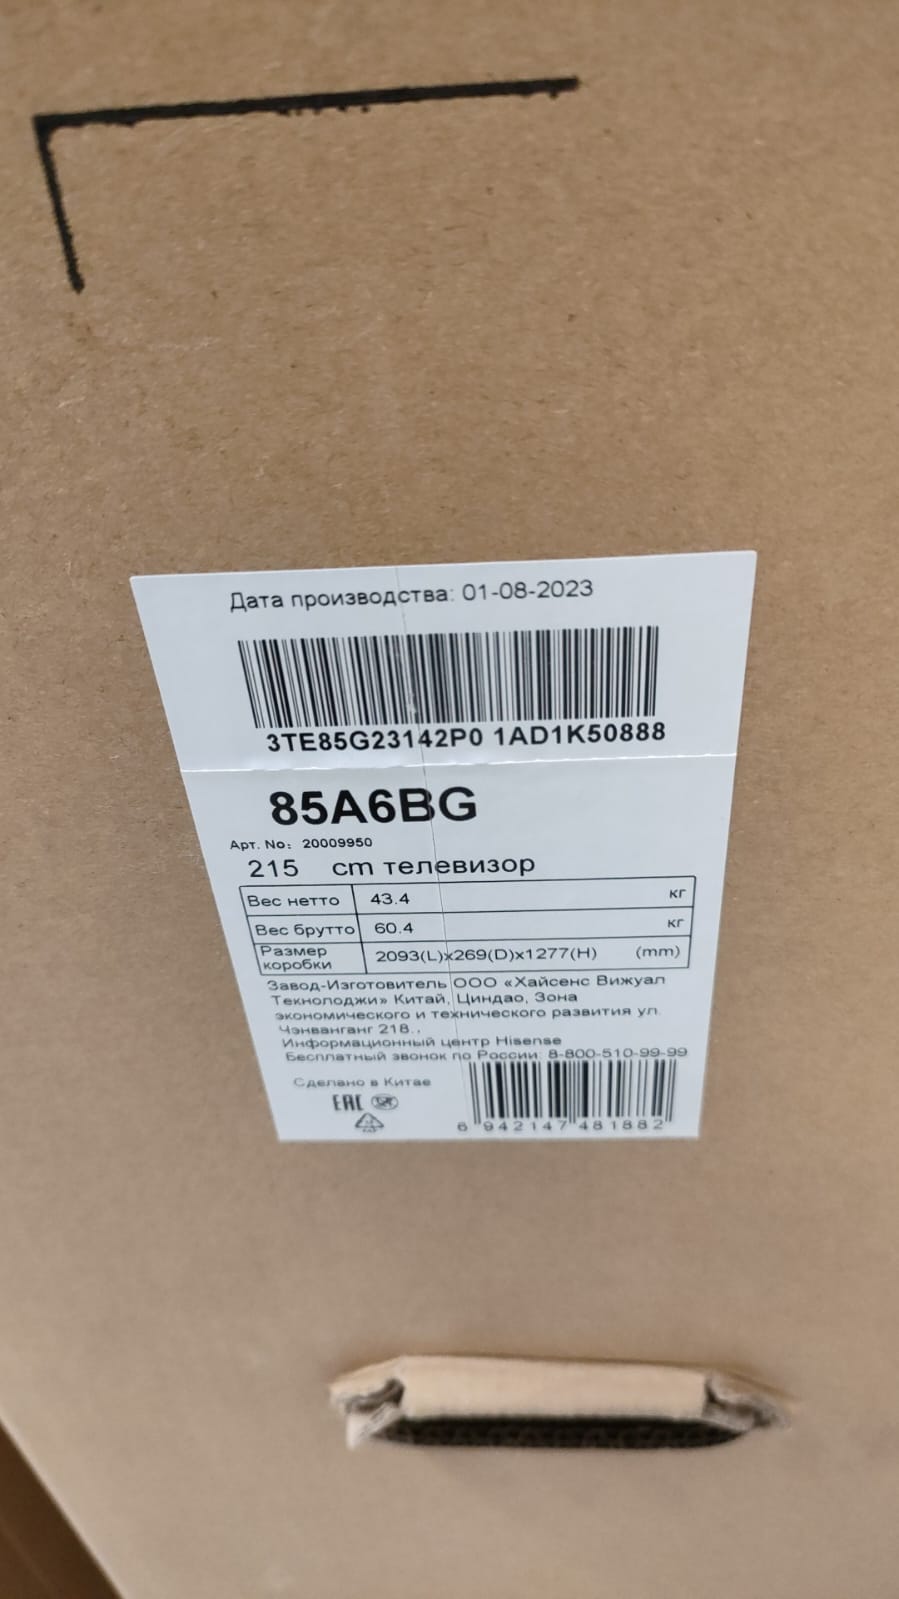 Дата производства: 01-08-2023
3TE85G23142P0 1AD1K50888
85A6BG
Арт. No: 20009950
215 cm телевизор
Вес нетто 43.4 кг
Вес брутто 60.4 кг
Размер коробки 2093(L)x269(D)x1277(H) (mm)
Завод-Изготовитель ООО «Хайсенс Вижуал
Текнолоджи» Китай, Циндао, Зона
экономического и технического развития ул.
Чэнванганг 218.,
Информационный центр Hisense
Бесплатный звонок по России: 8-800-510-99-99
Сделано в Китае
EAC
6 942147 481882